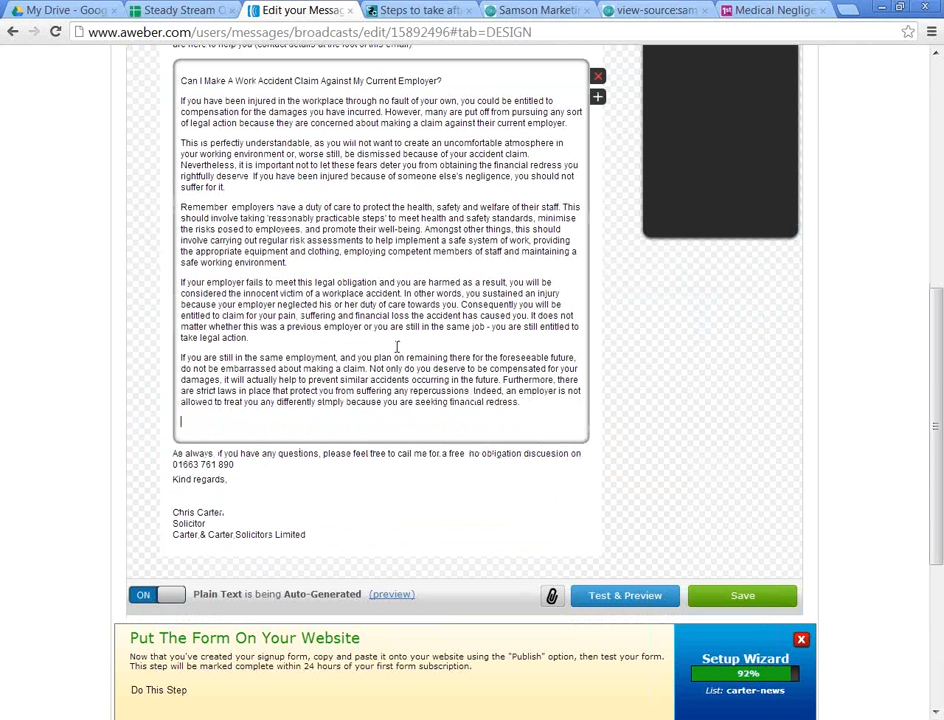 My Drive - Goog
Steady Stream O
Edit your Messag
Steps to take aft
Samson Marketi
view-source:sam
Medical Neglige
www.aweber.com/users/messages/broadcasts/edit/15892496#tab=DESIGN
are here to help you (contact details at the foot of this email)
Can I Make A Work Accident Claim Against My Current Employer?
If you have been injured in the workplace through no fault of your own, you could be entitled to
compensation for the damages you have incurred. However, many are put off from pursuing any sort
of legal action because they are concerned about making a claim against their current employer.
This is perfectly understandable, as you will not want to create an uncomfortable atmosphere in
your working environment or, worse still, be dismissed because of your accident claim.
Nevertheless, it is important not to let these fears deter you from obtaining the financial redress you
rightfully deserve If you have been injured because of someone else's negligence, you should not
suffer for it.
Remember employers have a duty of care to protect the health, safety and welfare of their staff. This
should involve taking 'reasonably practicable steps' to meet health and safety standards, minimise
the risks posed to employees. and promote their well-being. Amongst other things, this should
involve carrying out regular risk assessments to help implement a safe system of work, providing
the appropriate equipment and clothing, employing competent members of staff and maintaining a
safe working environment.
If your employer fails to meet this legal obligation and you are harmed as a result, you will be
considered the innocent victim of a workplace accident. In other words, you sustained an injury
because your employer neglected his or her duty of care towards you. Consequently you will be
entitled to claim for your pain, suffering and financial loss the accident has caused you. It does not
matter whether this was a previous employer or you are still in the same job - you are still entitled to
take legal action.
If you are still in the same employment, and you plan on remaining there for the foreseeable future,
do not be embarrassed about making a claim. Not only do you deserve to be compensated for your
damages, it will actually help to prevent similar accidents occurring in the future. Furthermore, there
are strict laws in place that protect you from suffering any repercussions Indeed, an employer is not
allowed to treat you any differently simply because you are seeking financial redress.
As always if you have any questions, please feel free to call me for a free no obligation discussion on
01663 761 890
Kind regards,
Chris Carter
Solicitor
Carter & Carter Solicitors Limited
ON
Plain Text is being Auto-Generated (preview)
Test & Preview
Save
Put The Form On Your Website
Now that you've created your signup form, copy and paste it onto your website using the "Publish" option, then test your form.
This step will be marked complete within 24 hours of your first form subscription.
Do This Step
Setup Wizard
92%
List: carter-news